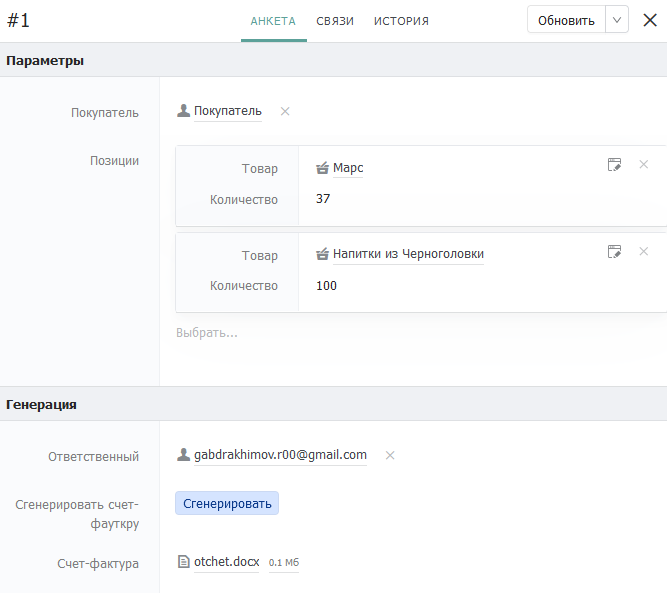 #1 АНКЕТА СВЯЗИ ИСТОРИЯ Обновить
Параметры
Покупатель Покупатель
Позиции
Товар Марс
Количество 37
Товар Напитки из Черноголовки
Количество 100
Выбрать...
Генерация
Ответственный gabdrakhimov.r00@gmail.com
Сгенерировать счет-
фауткру
Сгенерировать
Счет-фактура otchet.docx 0.1 Мб